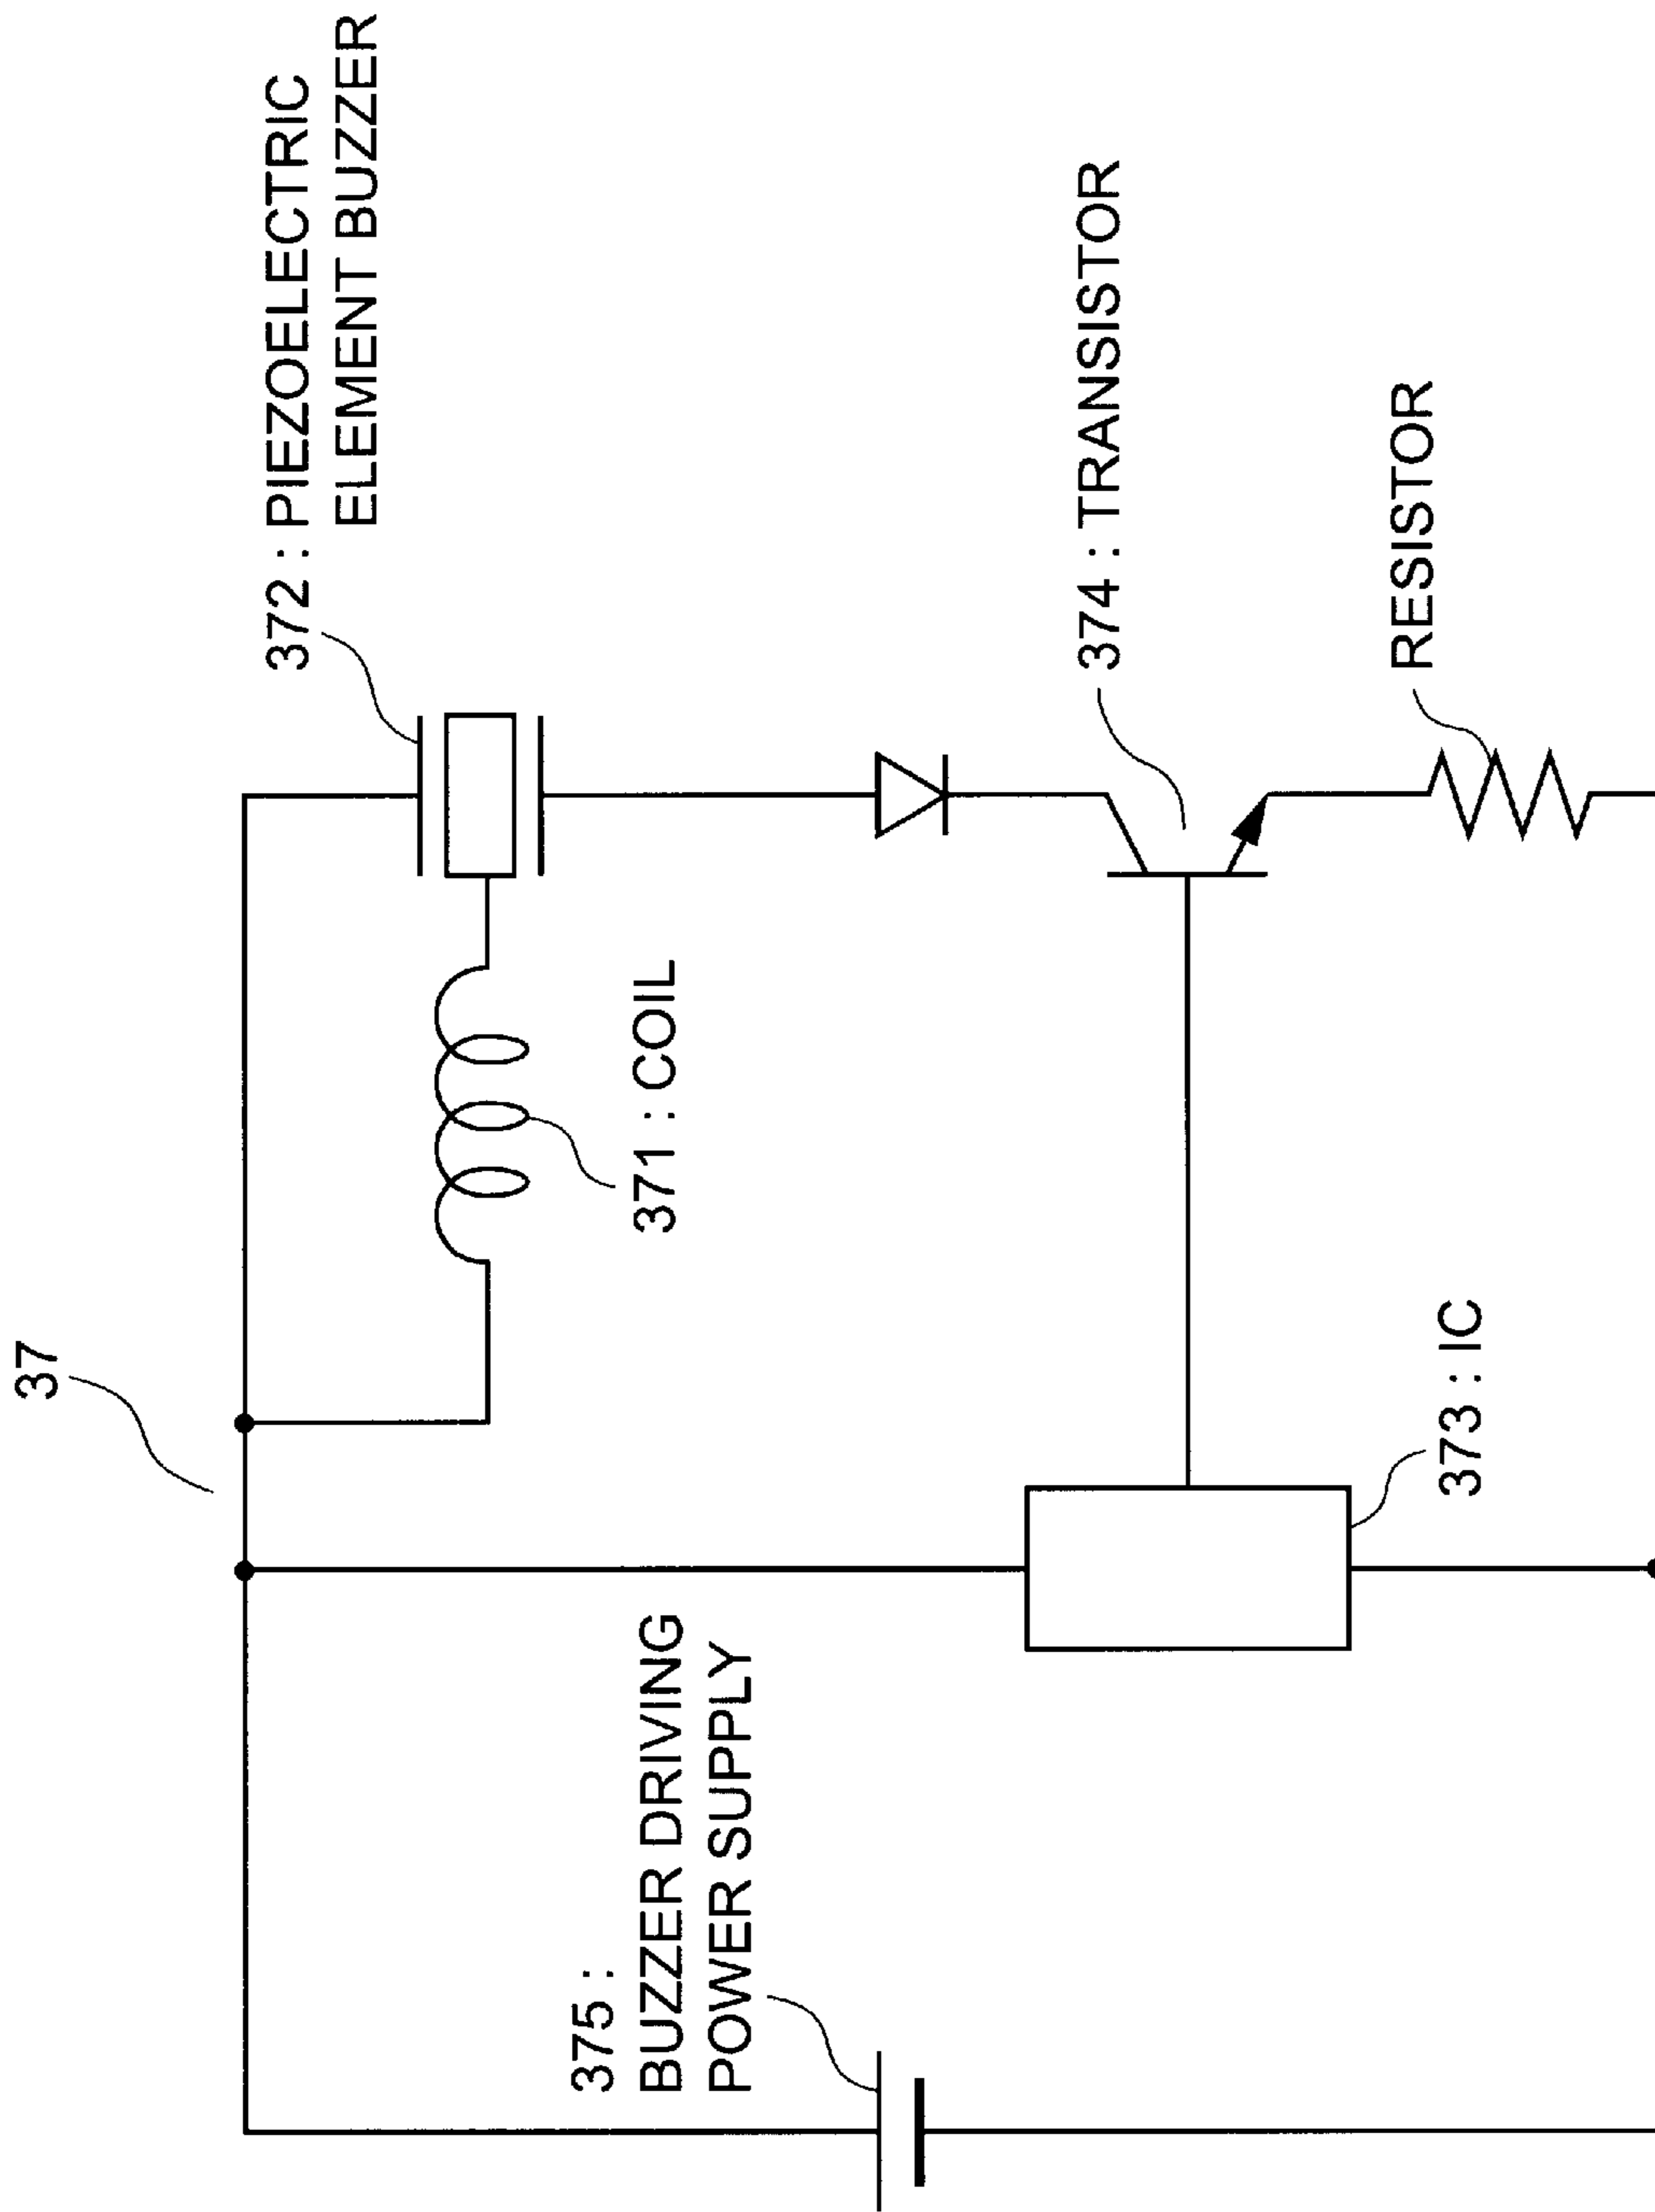 37
372 : PIEZOELECTRIC
ELEMENT BUZZER
371 : COIL
375 :
BUZZER DRIVING
POWER SUPPLY
374 : TRANSISTOR
RESISTOR
373 : IC